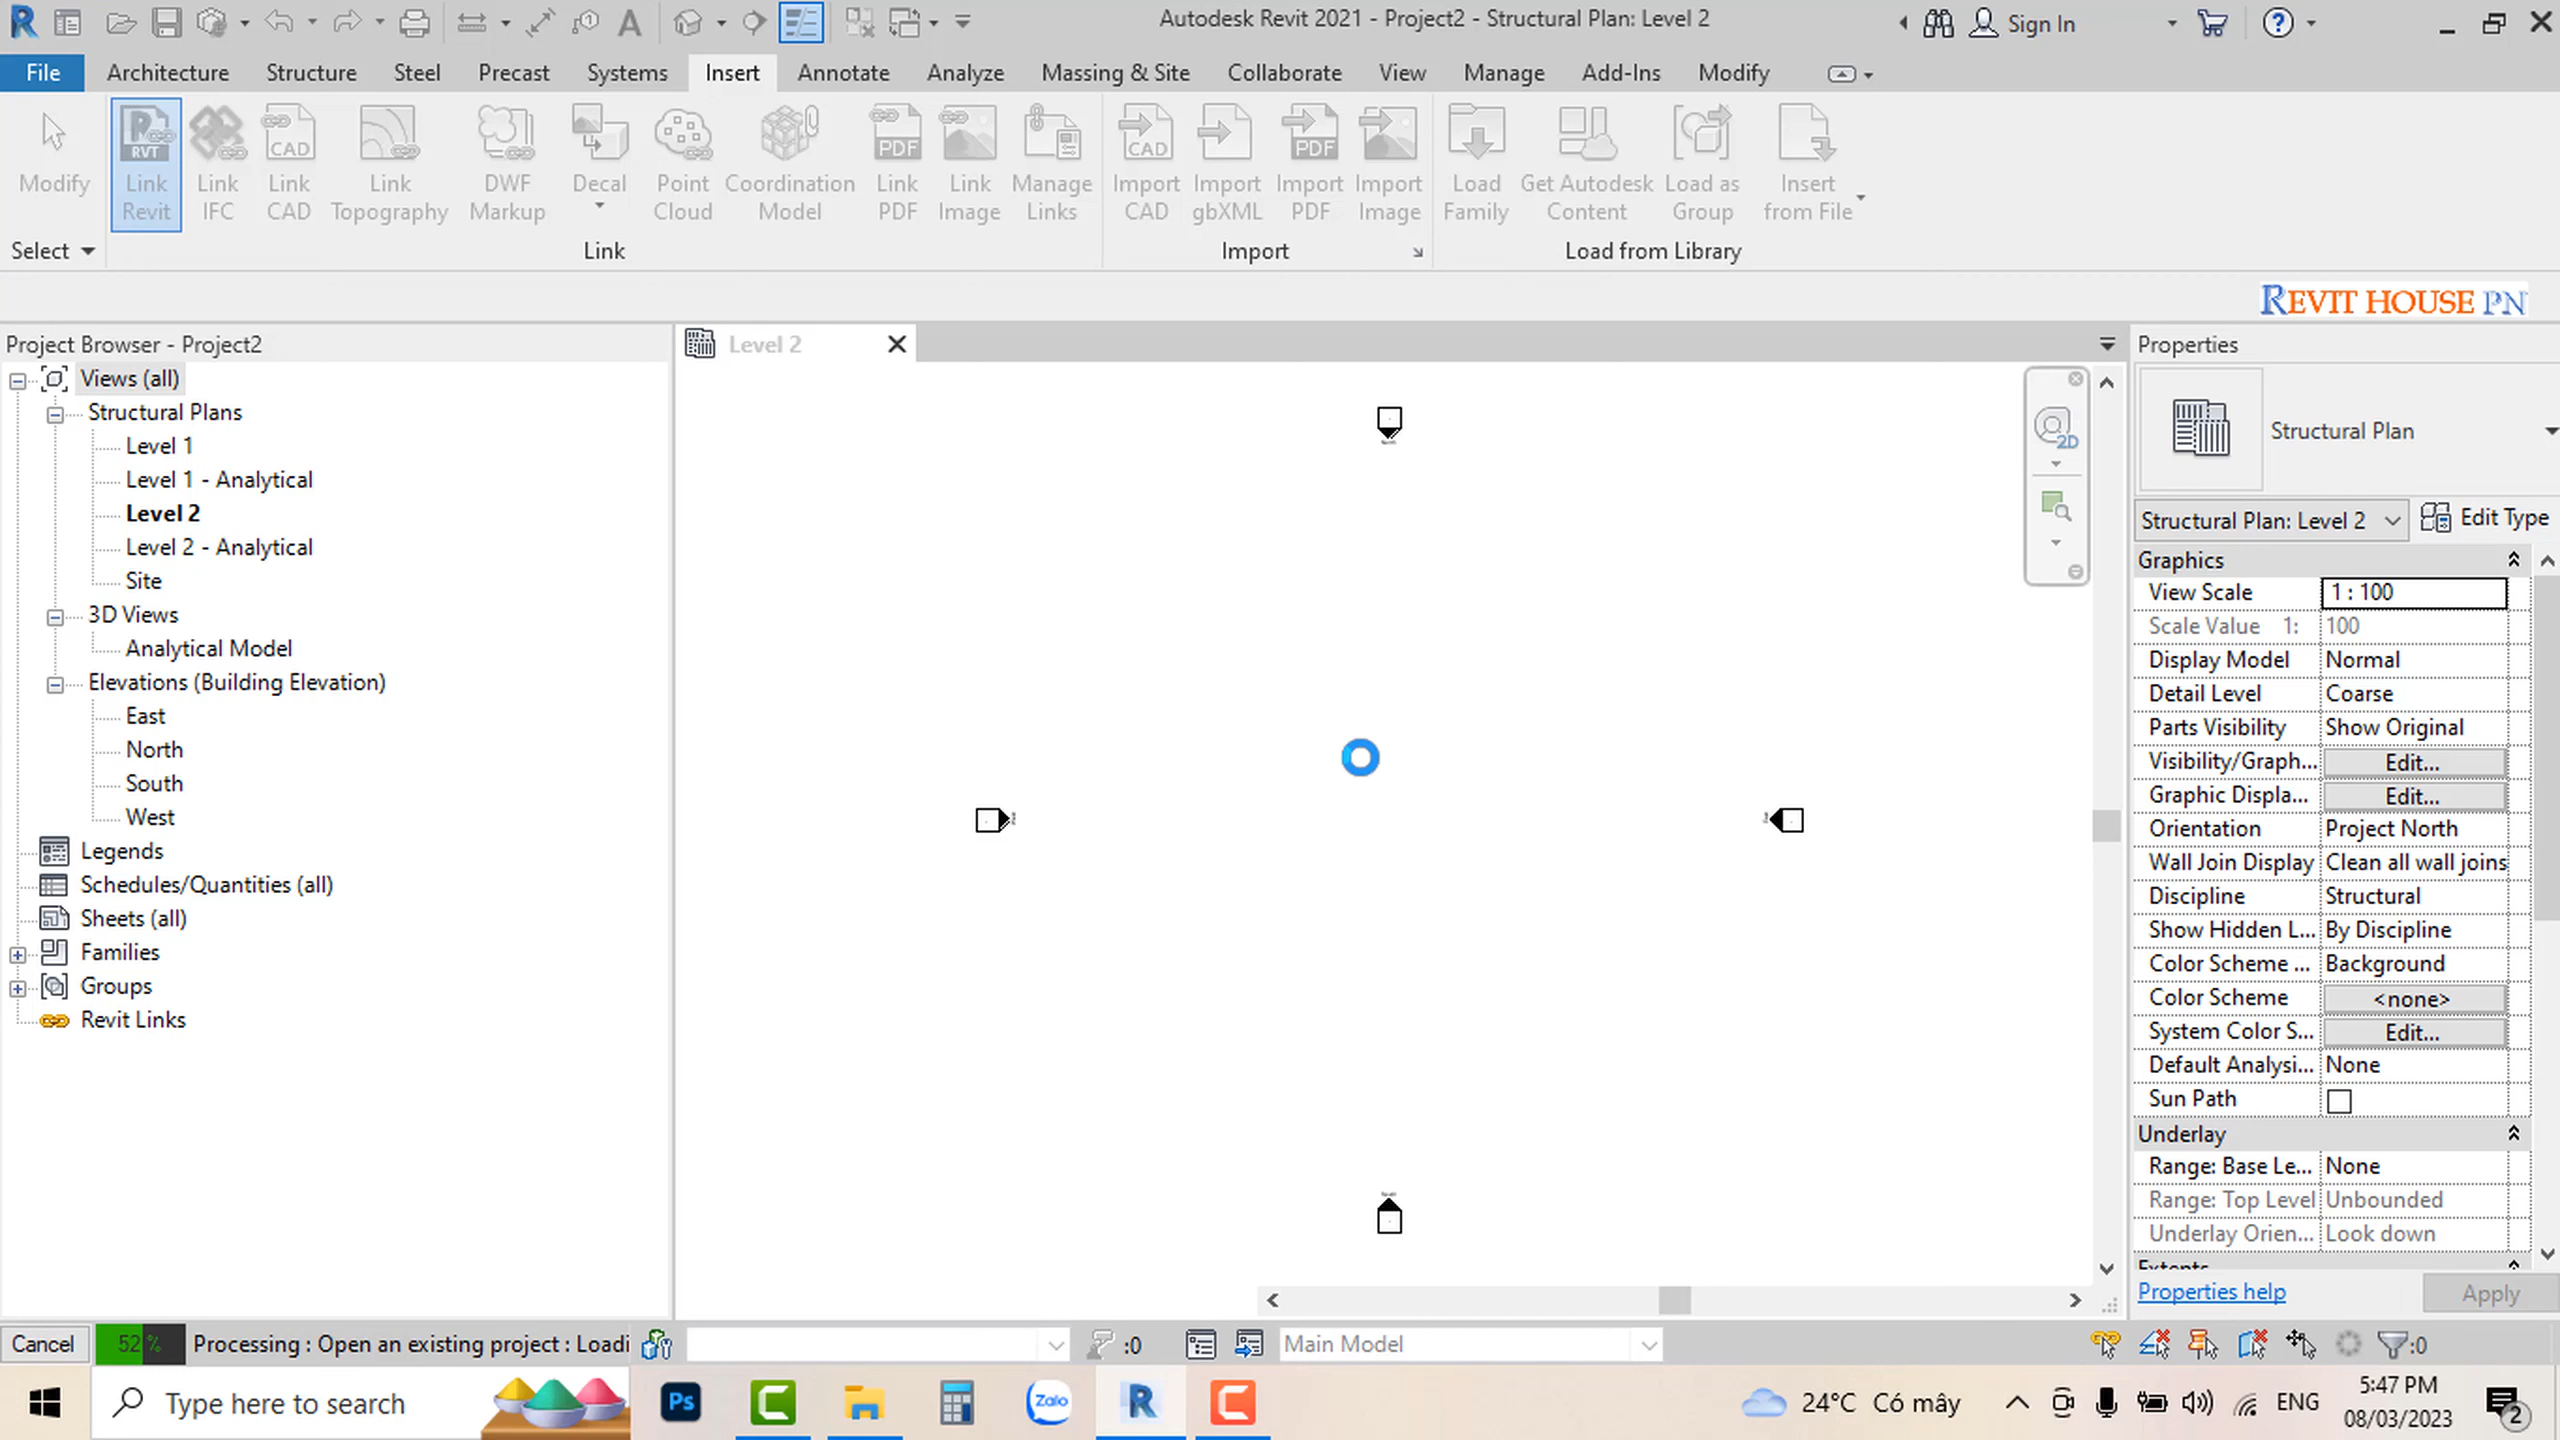 Autodesk Revit 2021 - Project2 - Structural Plan: Level 2
Sign In
File Architecture Structure Steel Precast Systems Insert Annotate Analyze Massing & Site Collaborate View Manage Add-Ins Modify
Modify
Link Revit
Link IFC
Link CAD
Link Topography
DWF Markup
Decal
Point Cloud
Coordination Model
Link PDF
Link Image
Manage Links
Import CAD
Import gbXML
Import PDF
Import Image
Load Family
Get Autodesk Content
Load as Group
Insert from File
Select Link Import Load from Library
REVIT HOUSE PN
Project Browser - Project2
Views (all)
Structural Plans
Level 1
Level 1 - Analytical
Level 2
Level 2 - Analytical
Site
3D Views
Analytical Model
Elevations (Building Elevation)
East
North
South
West
Legends
Schedules/Quantities (all)
Sheets (all)
Families
Groups
Revit Links
Level 2
2D
Properties
Structural Plan
Structural Plan: Level 2 Edit Type
Graphics
View Scale 1 : 100
Scale Value 1: 100
Display Model Normal
Detail Level Coarse
Parts Visibility Show Original
Visibility/Graph... Edit...
Graphic Displa... Edit...
Orientation Project North
Wall Join Display Clean all wall joins
Discipline Structural
Show Hidden L... By Discipline
Color Scheme ... Background
Color Scheme <none>
System Color S... Edit...
Default Analysi... None
Sun Path
Underlay
Range: Base Le... None
Range: Top Level Unbounded
Underlay Orien... Look down
Extents
Properties help Apply
Cancel 52 % Processing : Open an existing project : Loadi :0 Main Model :0
Type here to search
Ps
Zalo
24°C Có mây
ENG
5:47 PM
08/03/2023
2